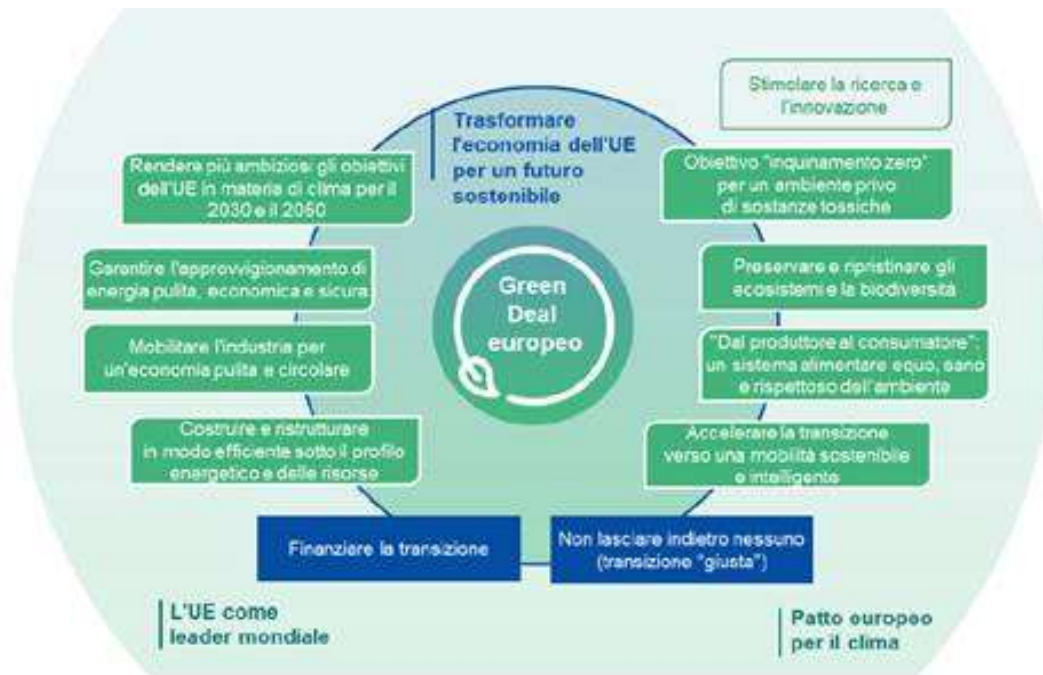 Stimolare la ricerca e
l'innovazione
Trasformare
l'economia dell'UE
per un futuro
sostenibile
Rendere più ambiziosi gli obiettivi
dell'UE in materia di clima per il
2030 e il 2050
Obiettivo "inquinamento zero"
per un ambiente privo
di sostanze tossiche
Garantire l'approvvigionamento di
energia pulita, economica e sicura
Preservare e ripristinare gli
ecosistemi e la biodiversità
Green
Deal
europeo
Mobilitare l'industria per
un'economia pulita e circolare
"Dal produttore al consumatore":
un sistema alimentare equo, sano
e rispettoso dell'ambiente
Costruire e ristrutturare
in modo efficiente sotto il profilo
energetico e delle risorse
Accelerare la transizione
verso una mobilità sostenibile
e intelligente
Finanziare la transizione
Non lasciare indietro nessuno
(transizione "giusta")
L'UE come
leader mondiale
Patto europeo
per il clima